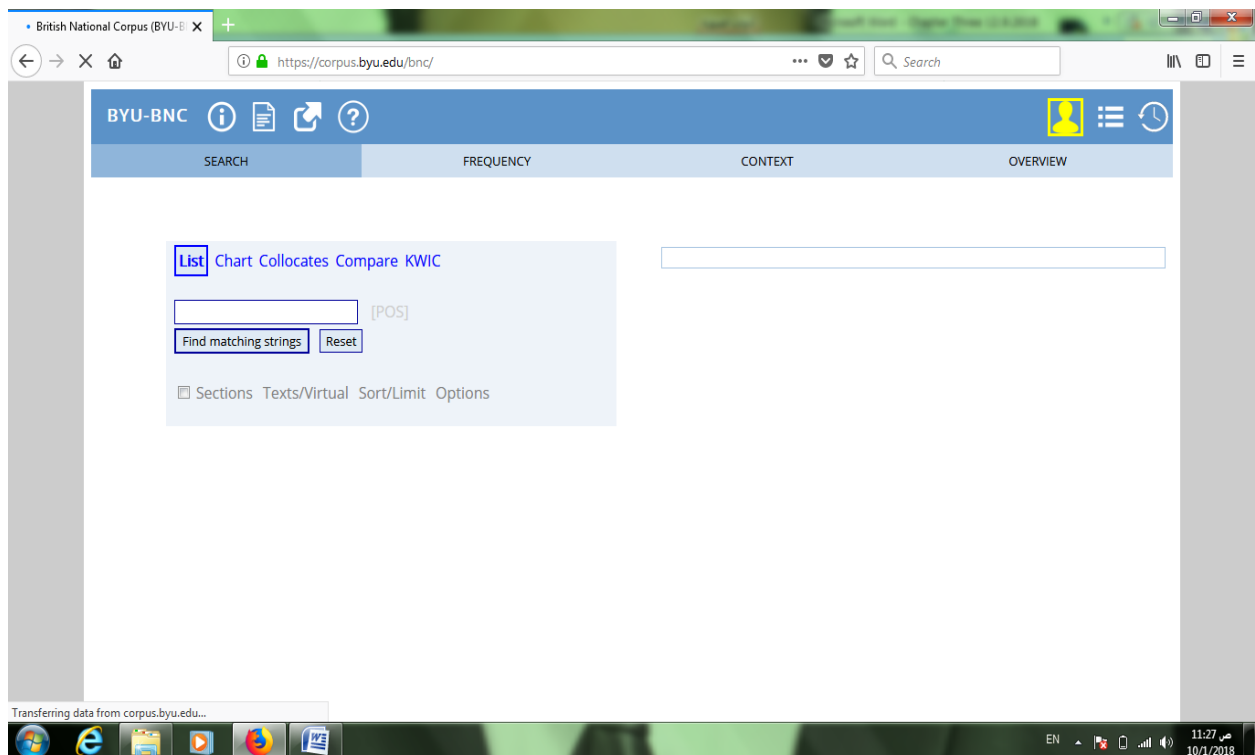 British National Corpus (BYU-B
https://corpus.byu.edu/bnc/
Search
BYU-BNC
SEARCH FREQUENCY CONTEXT OVERVIEW
List Chart Collocates Compare KWIC
[POS]
Find matching strings Reset
Sections Texts/Virtual Sort/Limit Options
Transferring data from corpus.byu.edu...
EN
11:27 ص
10/1/2018